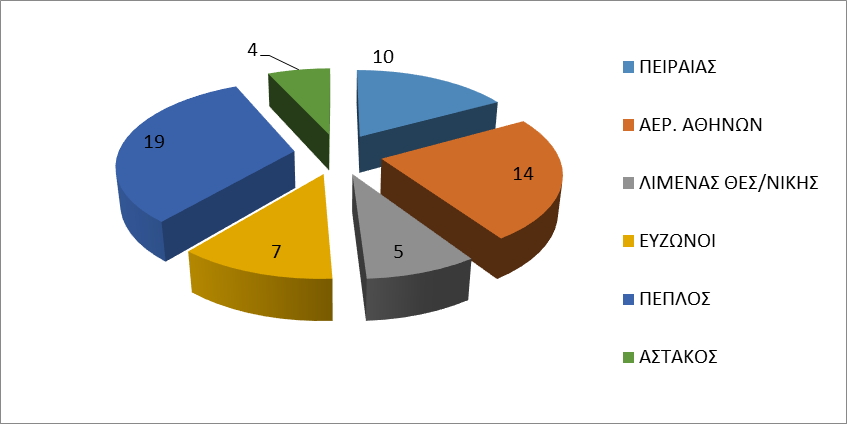 4
10
19
14
7
5
ΠΕΙΡΑΙΑΣ
ΑΕΡ. ΑΘΗΝΩΝ
ΛΙΜΕΝΑΣ ΘΕΣ/ΝΙΚΗΣ
ΕΥΖΩΝΟΙ
ΠΕΠΛΟΣ
ΑΣΤΑΚΟΣ